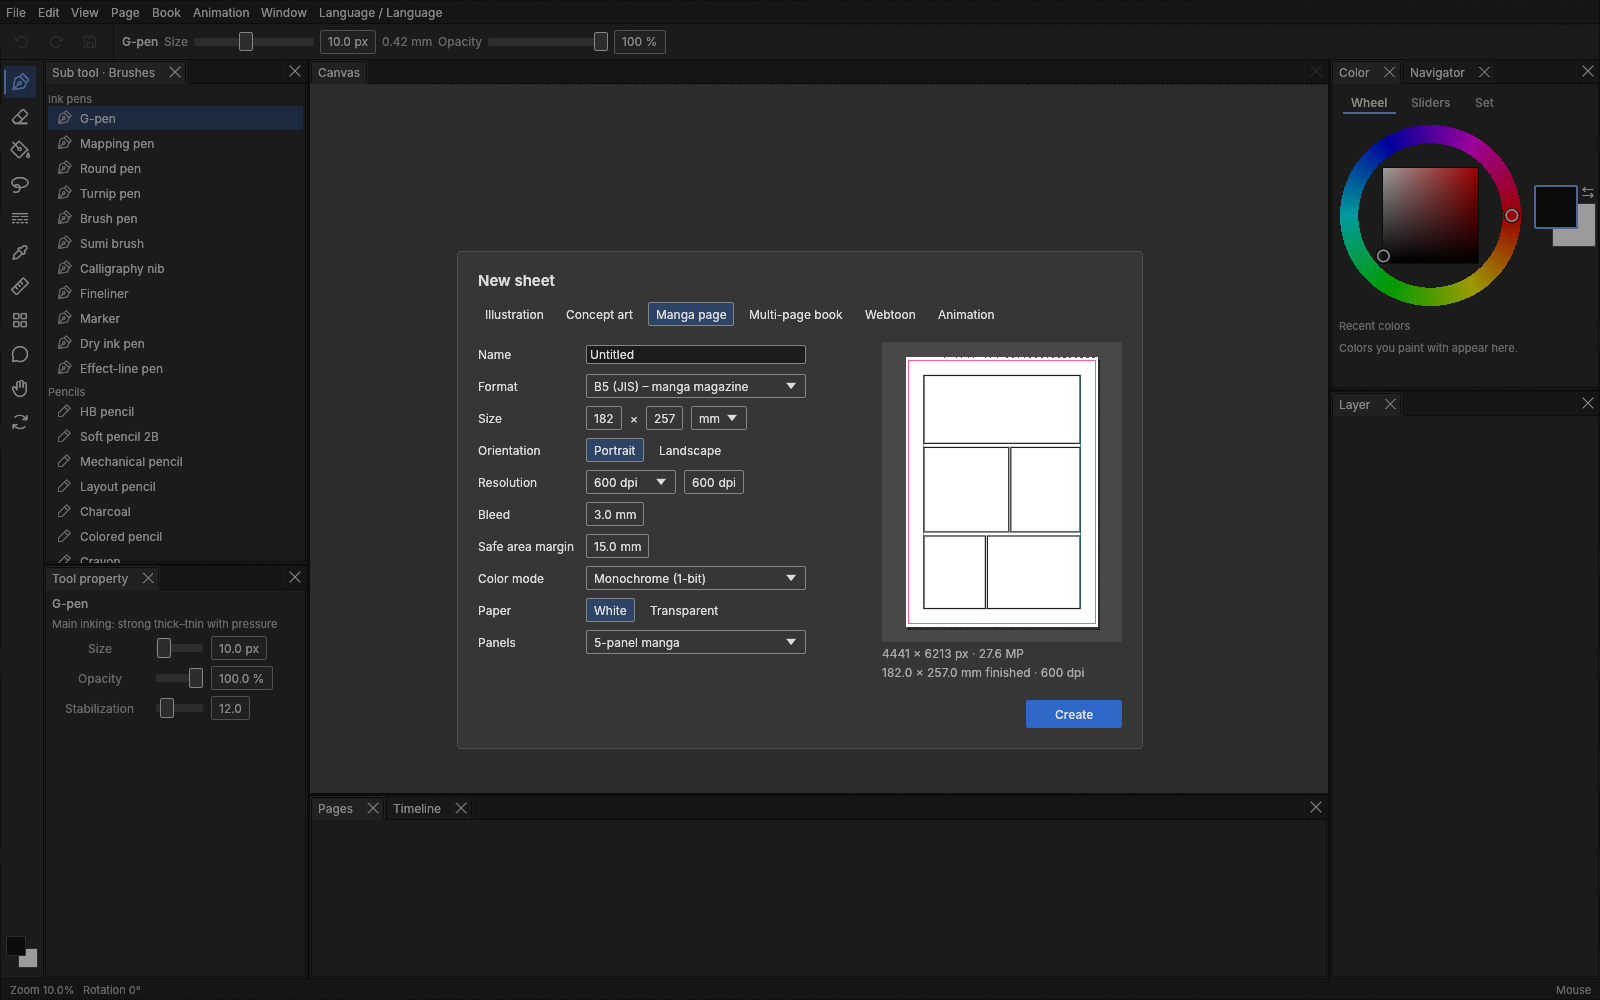 File Edit View Page Book Animation Window Language / Language
G-pen Size 10.0 px 0.42 mm Opacity 100 %
Sub tool · Brushes
Canvas
Color
Navigator
Ink pens
G-pen
Mapping pen
Round pen
Turnip pen
Brush pen
Sumi brush
Calligraphy nib
Fineliner
Marker
Dry ink pen
Effect-line pen
Pencils
HB pencil
Soft pencil 2B
Mechanical pencil
Layout pencil
Charcoal
Colored pencil
Crayon
Tool property
G-pen
Main inking: strong thick–thin with pressure
Size 10.0 px
Opacity 100.0 %
Stabilization 12.0
New sheet
Illustration Concept art Manga page Multi-page book Webtoon Animation
Name Untitled
Format B5 (JIS) – manga magazine
Size 182 × 257 mm
Orientation Portrait Landscape
Resolution 600 dpi 600 dpi
Bleed 3.0 mm
Safe area margin 15.0 mm
Color mode Monochrome (1-bit)
Paper White Transparent
Panels 5-panel manga
4441 × 6213 px · 27.6 MP
182.0 × 257.0 mm finished · 600 dpi
Create
Pages
Timeline
Wheel Sliders Set
Recent colors
Colors you paint with appear here.
Layer
Zoom 10.0% Rotation 0°
Mouse